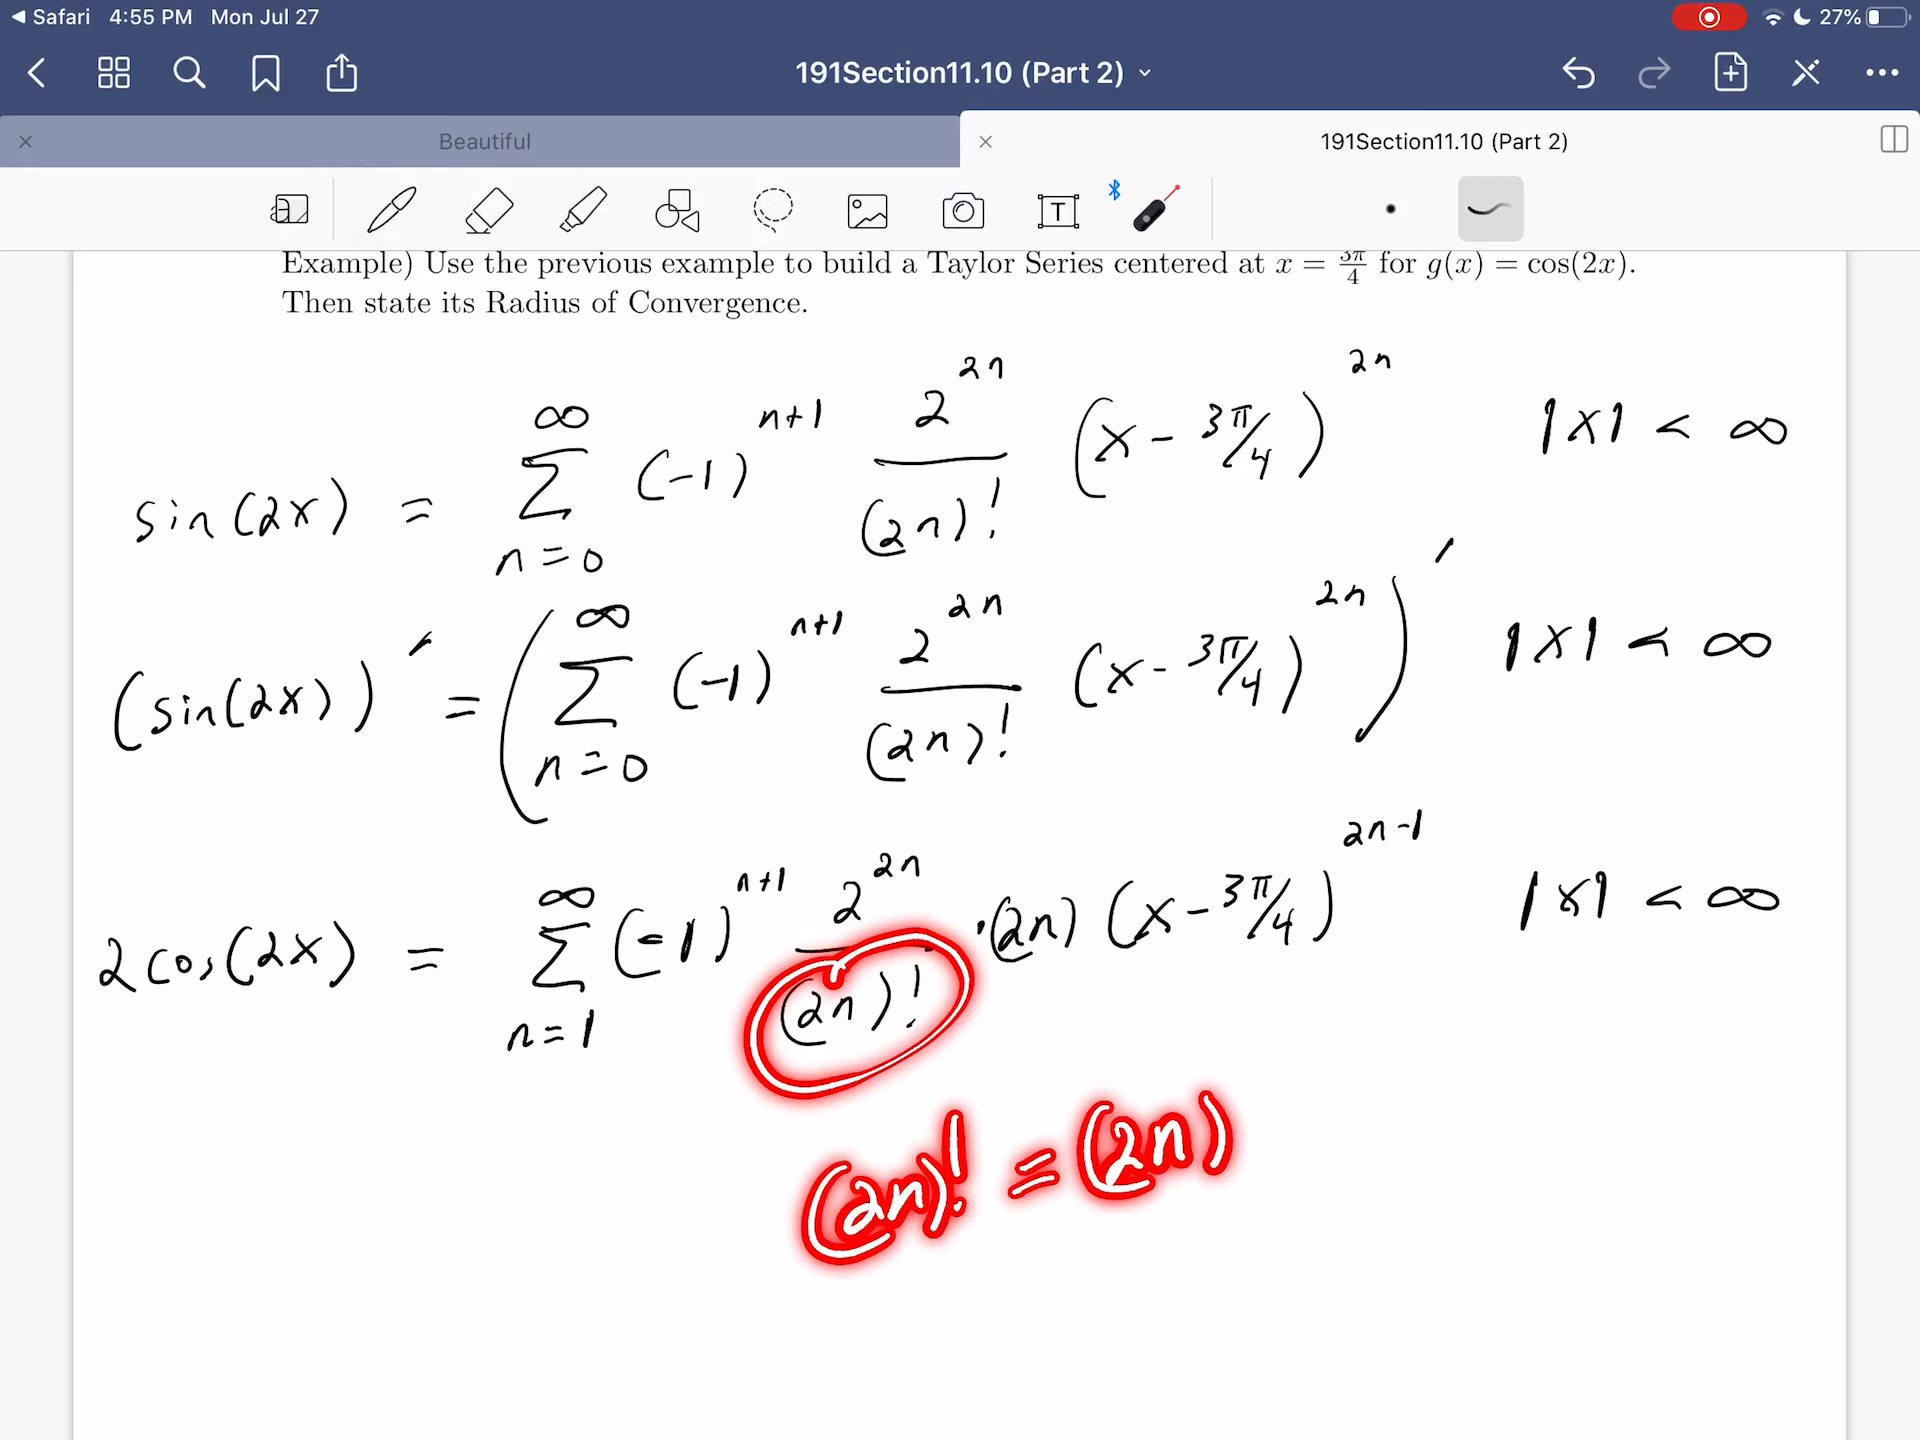 Safari 4:55 PM Mon Jul 27 27%
191Section11.10 (Part 2)
Beautiful
191Section11.10 (Part 2)
a T
Example) Use the previous example to build a Taylor Series centered at x = 3π/4 for g(x) = cos(2x).
Then state its Radius of Convergence.
sin(2x) = ∑_{n=0}^{∞} (-1)^{n+1} 2^{2n}/(2n)! (x - 3π/4)^{2n} |x| < ∞
(sin(2x))′ = (∑_{n=0}^{∞} (-1)^{n+1} 2^{2n}/(2n)! (x - 3π/4)^{2n})′ |x| < ∞
2cos(2x) = ∑_{n=1}^{∞} (-1)^{n+1} 2^{2n}/(2n)! · (2n) (x - 3π/4)^{2n-1} |x| < ∞
(2n)! = (2n)